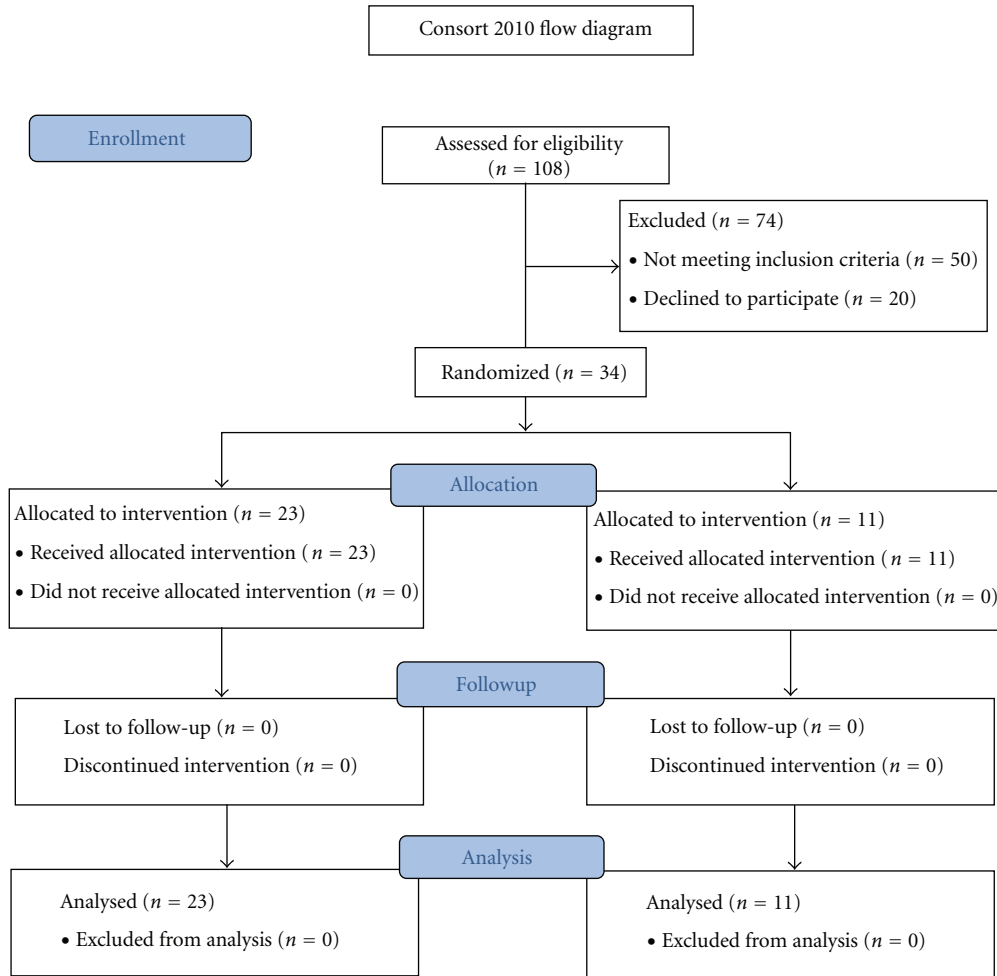 Consort 2010 flow diagram
Enrollment
Assessed for eligibility
(n = 108)
Excluded (n = 74)
• Not meeting inclusion criteria (n = 50)
• Declined to participate (n = 20)
Randomized (n = 34)
Allocation
Allocated to intervention (n = 23)
• Received allocated intervention (n = 23)
• Did not receive allocated intervention (n = 0)
Allocated to intervention (n = 11)
• Received allocated intervention (n = 11)
• Did not receive allocated intervention (n = 0)
Followup
Lost to follow-up (n = 0)
Discontinued intervention (n = 0)
Lost to follow-up (n = 0)
Discontinued intervention (n = 0)
Analysis
Analysed (n = 23)
• Excluded from analysis (n = 0)
Analysed (n = 11)
• Excluded from analysis (n = 0)